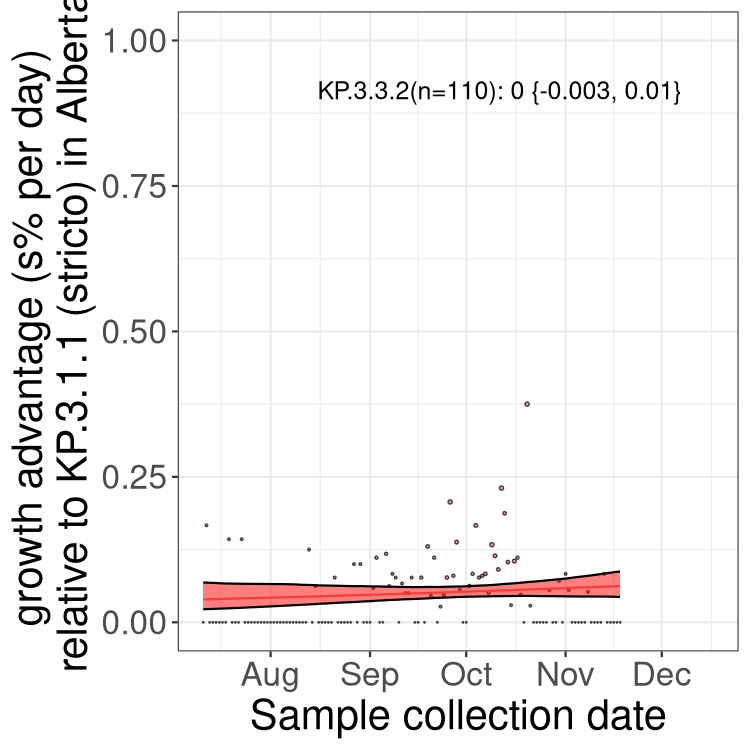 growth advantage (s% per day)
relative to KP.3.1.1 (stricto) in Alberta
1.00
0.75
0.50
0.25
0.00
KP.3.3.2(n=110): 0 {-0.003, 0.01}
Aug Sep Oct Nov Dec
Sample collection date